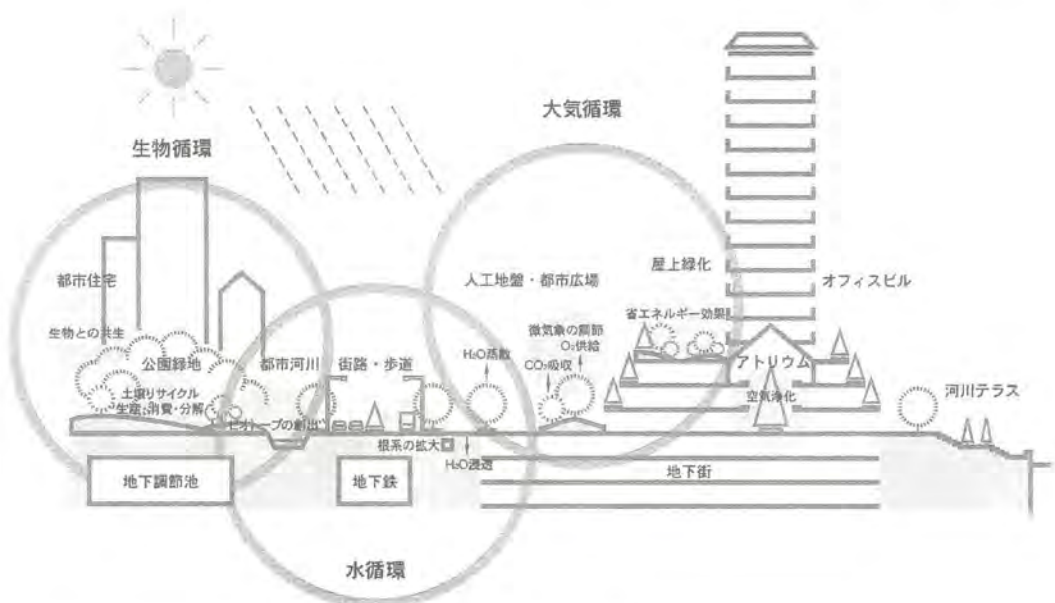 大気循環
生物循環
都市住宅
人工地盤・都市広場
屋上緑化
オフィスビル
省エネルギー効果
生物との共生
微気象の調節
O₂供給
H₂O蒸散
CO₂吸収
公園緑地
都市河川
街路・歩道
アトリウム
土壌リサイクル
生産・消費・分解
空気浄化
河川テラス
ビオトープの創出
根系の拡大
H₂O浸透
地下調節池
地下鉄
地下街
水循環